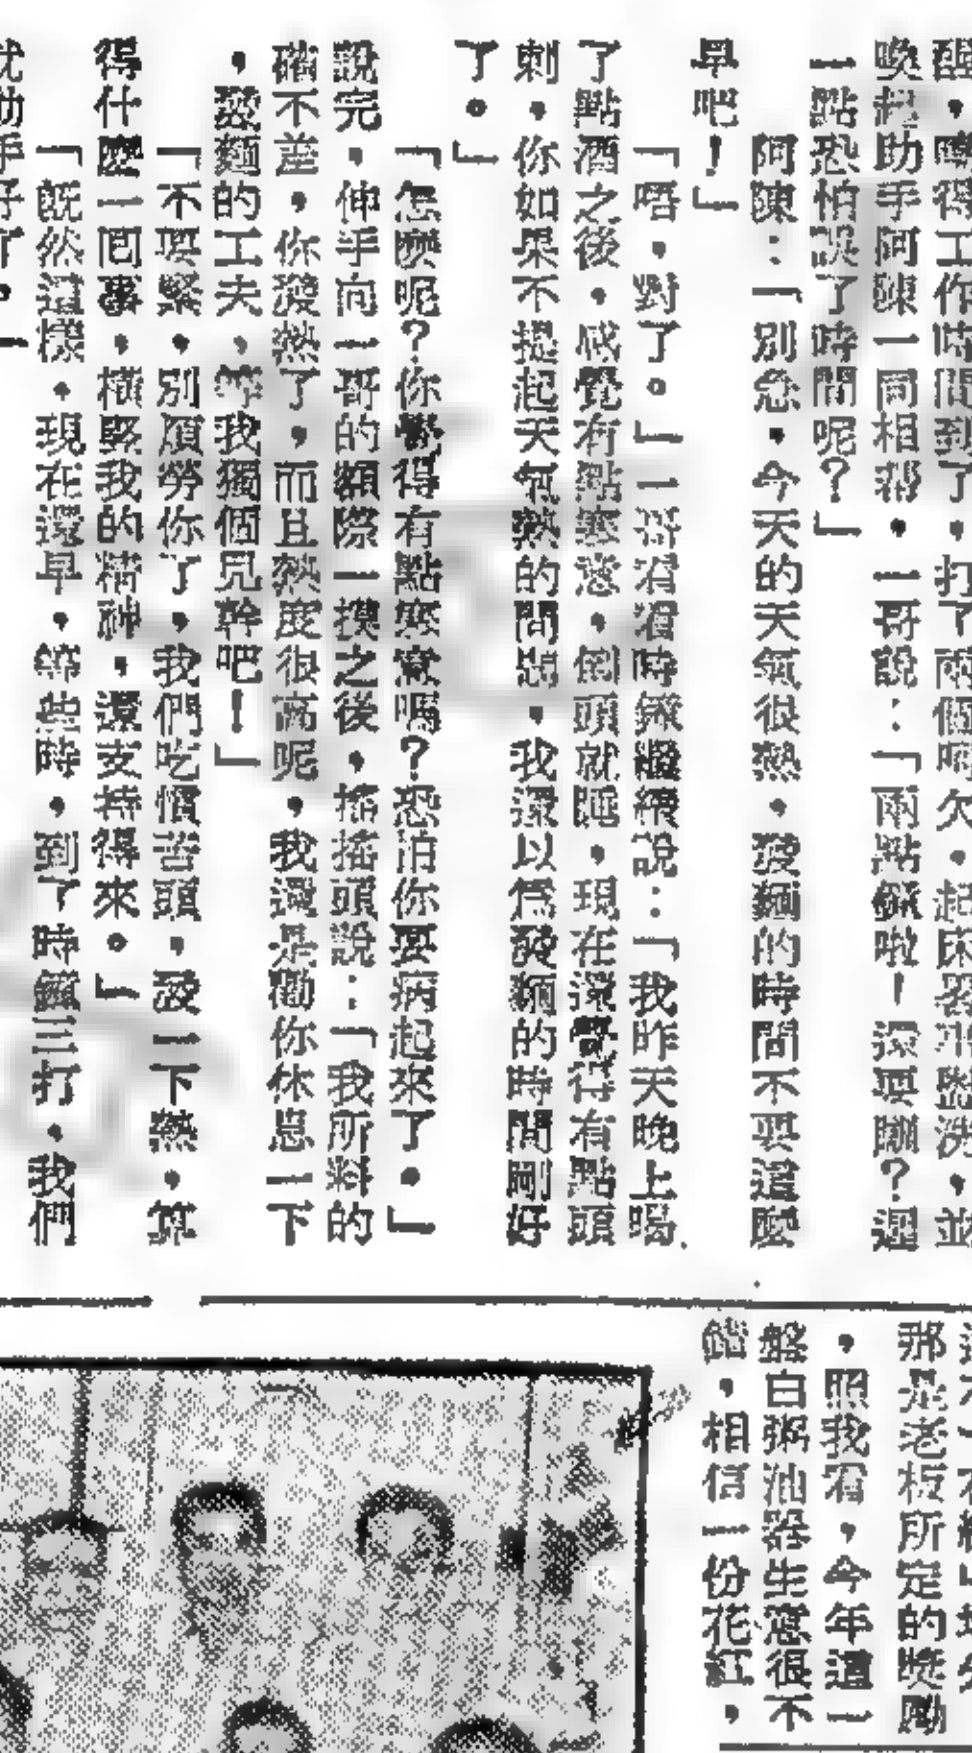 醒，曉得工作時間到了，打了兩個呵欠，起床盥洗，並
喚起助手阿陳一同相帮，一哥說：「兩點鐘啦！還要瞓？遲
一點恐怕誤了時間呢？」
阿陳：「別急，今天的天氣很熱，發麵的時間不要這麼
早吧！」
「唔，對了。」一哥看看時鐘繼續說：「我昨天晚上喝
了點酒之後，感覺有點寒意，倒頭就睡，現在還覺得有點頭
刺，你如果不提起天氣熱的問題，我還以爲發麵的時間剛好
了。」
「怎麽呢？你覺得有點寒意嗎？恐怕你要病起來了。」
說完，伸手向一哥的額際一摸之後，搖搖頭說：「我所料的
確不差，你發熱了，而且熱度很高呢，我還是勸你休息一下
，發麵的工夫，等我獨個兒幹吧！」
「不要緊，別煩勞你了，我們吃慣苦頭，發一下熱，算
得什麼一囘事，橫竪我的精神，還支持得來。」
「旣然這樣，現在還早，等些時，到了時鐘三打，我們
就動手好了。」
那是老板所定的獎勵
，照我看，今年這一
盤白粥油器生意很不
錯，相信一份花紅，